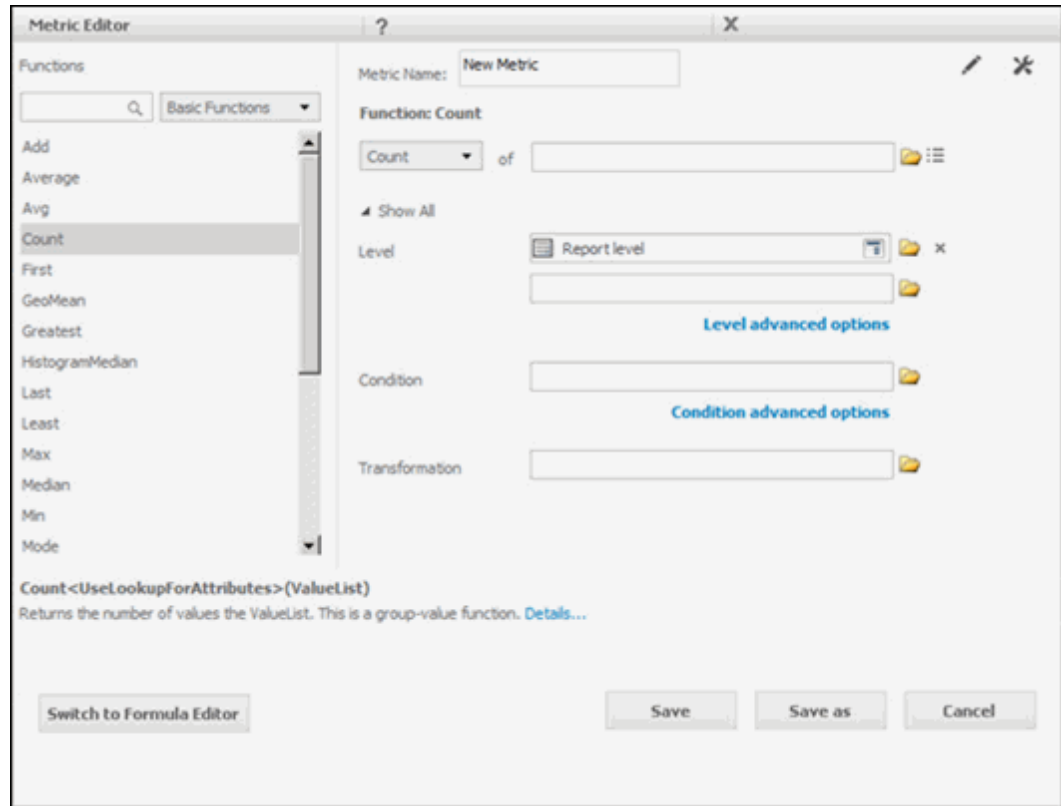 Metric Editor ? X
Functions
Metric Name: New Metric
Basic Functions
Function: Count
Count of
Add
Average
Avg
Count
First
GeoMean
Greatest
HistogramMedian
Last
Least
Max
Median
Min
Mode
Show All
Level Report level
Level advanced options
Condition
Condition advanced options
Transformation
Count<UseLookupForAttributes>(ValueList)
Returns the number of values the ValueList. This is a group-value function. Details...
Switch to Formula Editor Save Save as Cancel